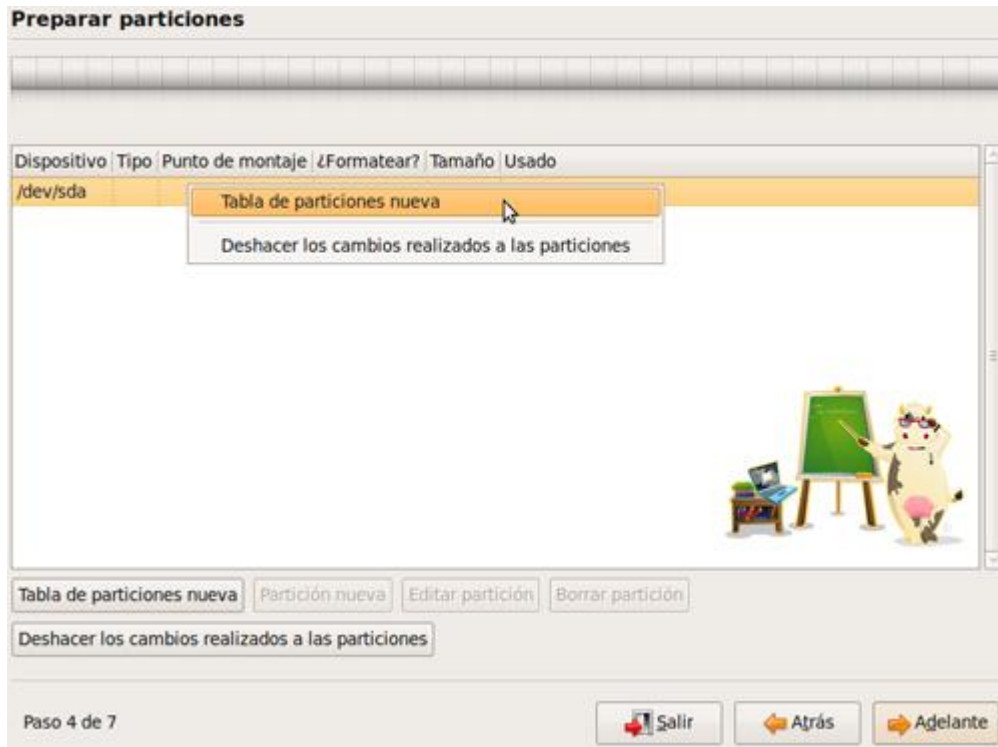 Preparar particiones
Dispositivo Tipo Punto de montaje ¿Formatear? Tamaño Usado
/dev/sda
Tabla de particiones nueva
Deshacer los cambios realizados a las particiones
Tabla de particiones nueva Partición nueva Editar partición Borrar partición
Deshacer los cambios realizados a las particiones
Paso 4 de 7 Salir Atrás Adelante